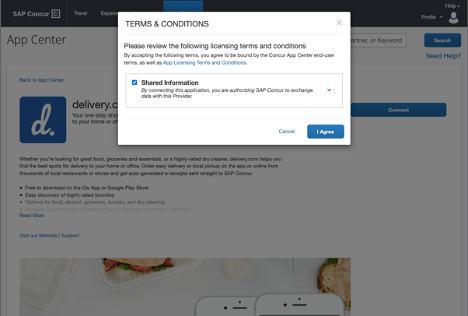 SAP Concur C
Travel
Help
Profile
TERMS & CONDITIONS
Please review the following licensing terms and conditions
By accepting the following terms, you agree to be bound by the Concur App Center end-user
terms, as well as App Licensing Terms and Conditions.
Shared Information
By connecting this application, you are authorizing SAP Concur to exchange
data with this Provider.
Cancel
I Agree
App Center
Partner, or Keyword
Search
Need Help?
Back to App Center
d.
delivery.c
Your one-stop sho
to your home or of
Connect
Whether you're looking for great food, groceries and essentials, or a highly-rated dry cleaner, delivery.com helps you
find the best spots for delivery to your home or office. Order easy delivery or local pickup on the app or online from
thousands of local restaurants or stores and get auto-generated e-receipts sent straight to SAP Concur.
Free to download on the iOs App or Google Play Store
Easy discovery of highly-rated favorites
Options for food, alcohol, groceries, laundry, and dry cleaning
Read More
Visit our Website | Support